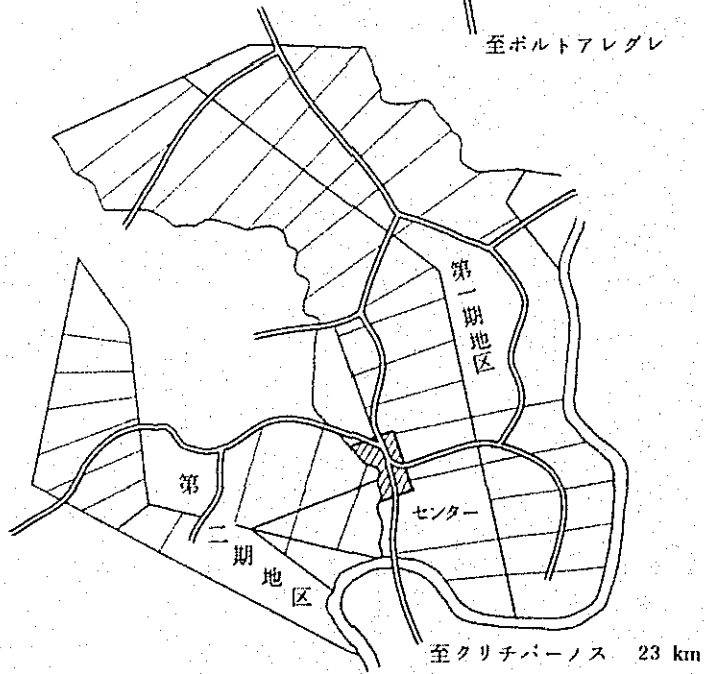 至ポルトアレグレ
第一期地区
第二期地区
センター
至クリチバーノス 23 km